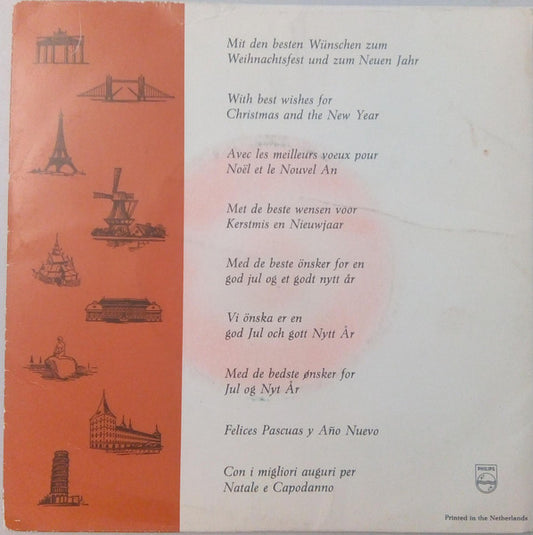 Mit den besten Wünschen zum
Weihnachtsfest und zum Neuen Jahr
With best wishes for
Christmas and the New Year
Avec les meilleurs voeux pour
Noël et le Nouvel An
Met de beste wensen voor
Kerstmis en Nieuwjaar
Med de beste önsker for en
god jul og et godt nytt år
Vi önska er en
god Jul och gott Nytt År
Med de bedste ønsker for
Jul og Nyt År
Felices Pascuas y Año Nuevo
Con i migliori auguri per
Natale e Capodanno
PHILIPS
Printed in the Netherlands